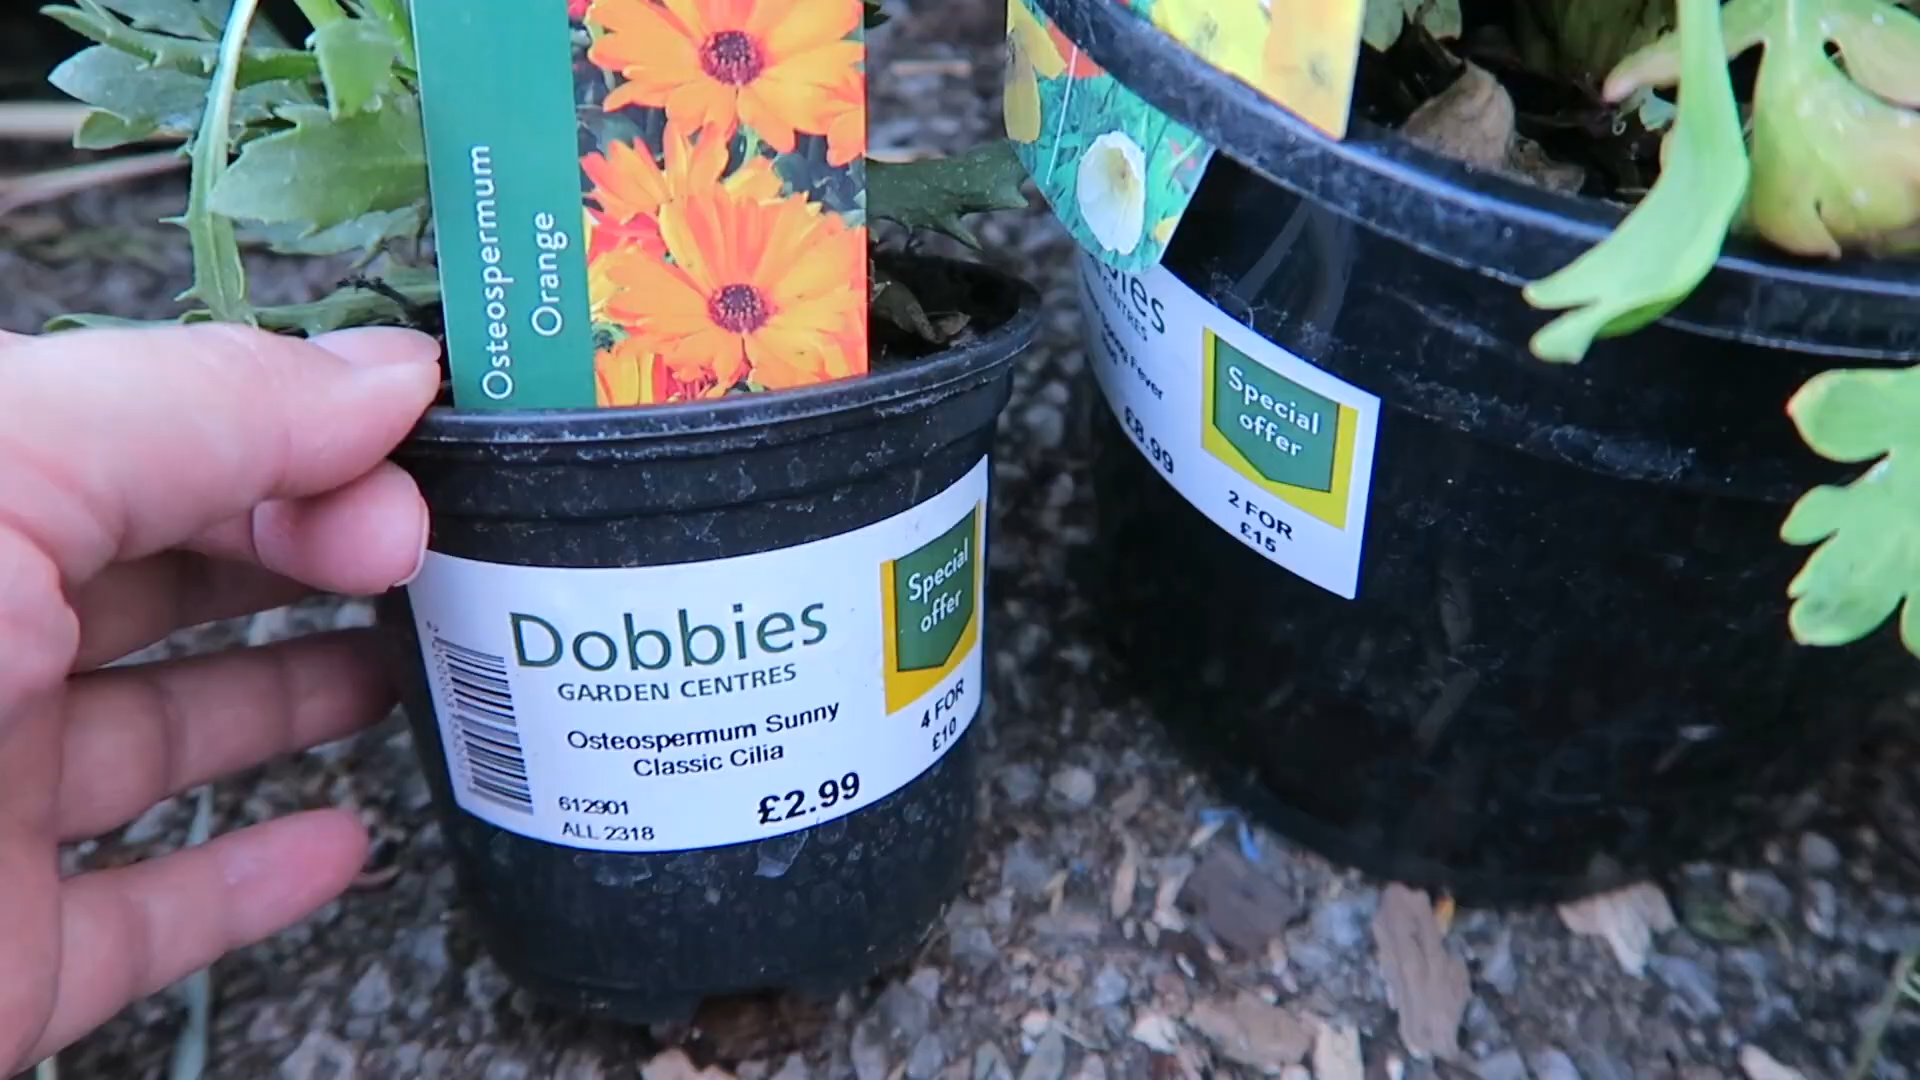 Osteospermum
Orange
Dobbies
GARDEN CENTRES
Osteospermum Sunny
Classic Cilia
612901
ALL 2318
£2.99
Special
offer
4 FOR
£10
Fever
£8.99
Special
offer
2 FOR
£15